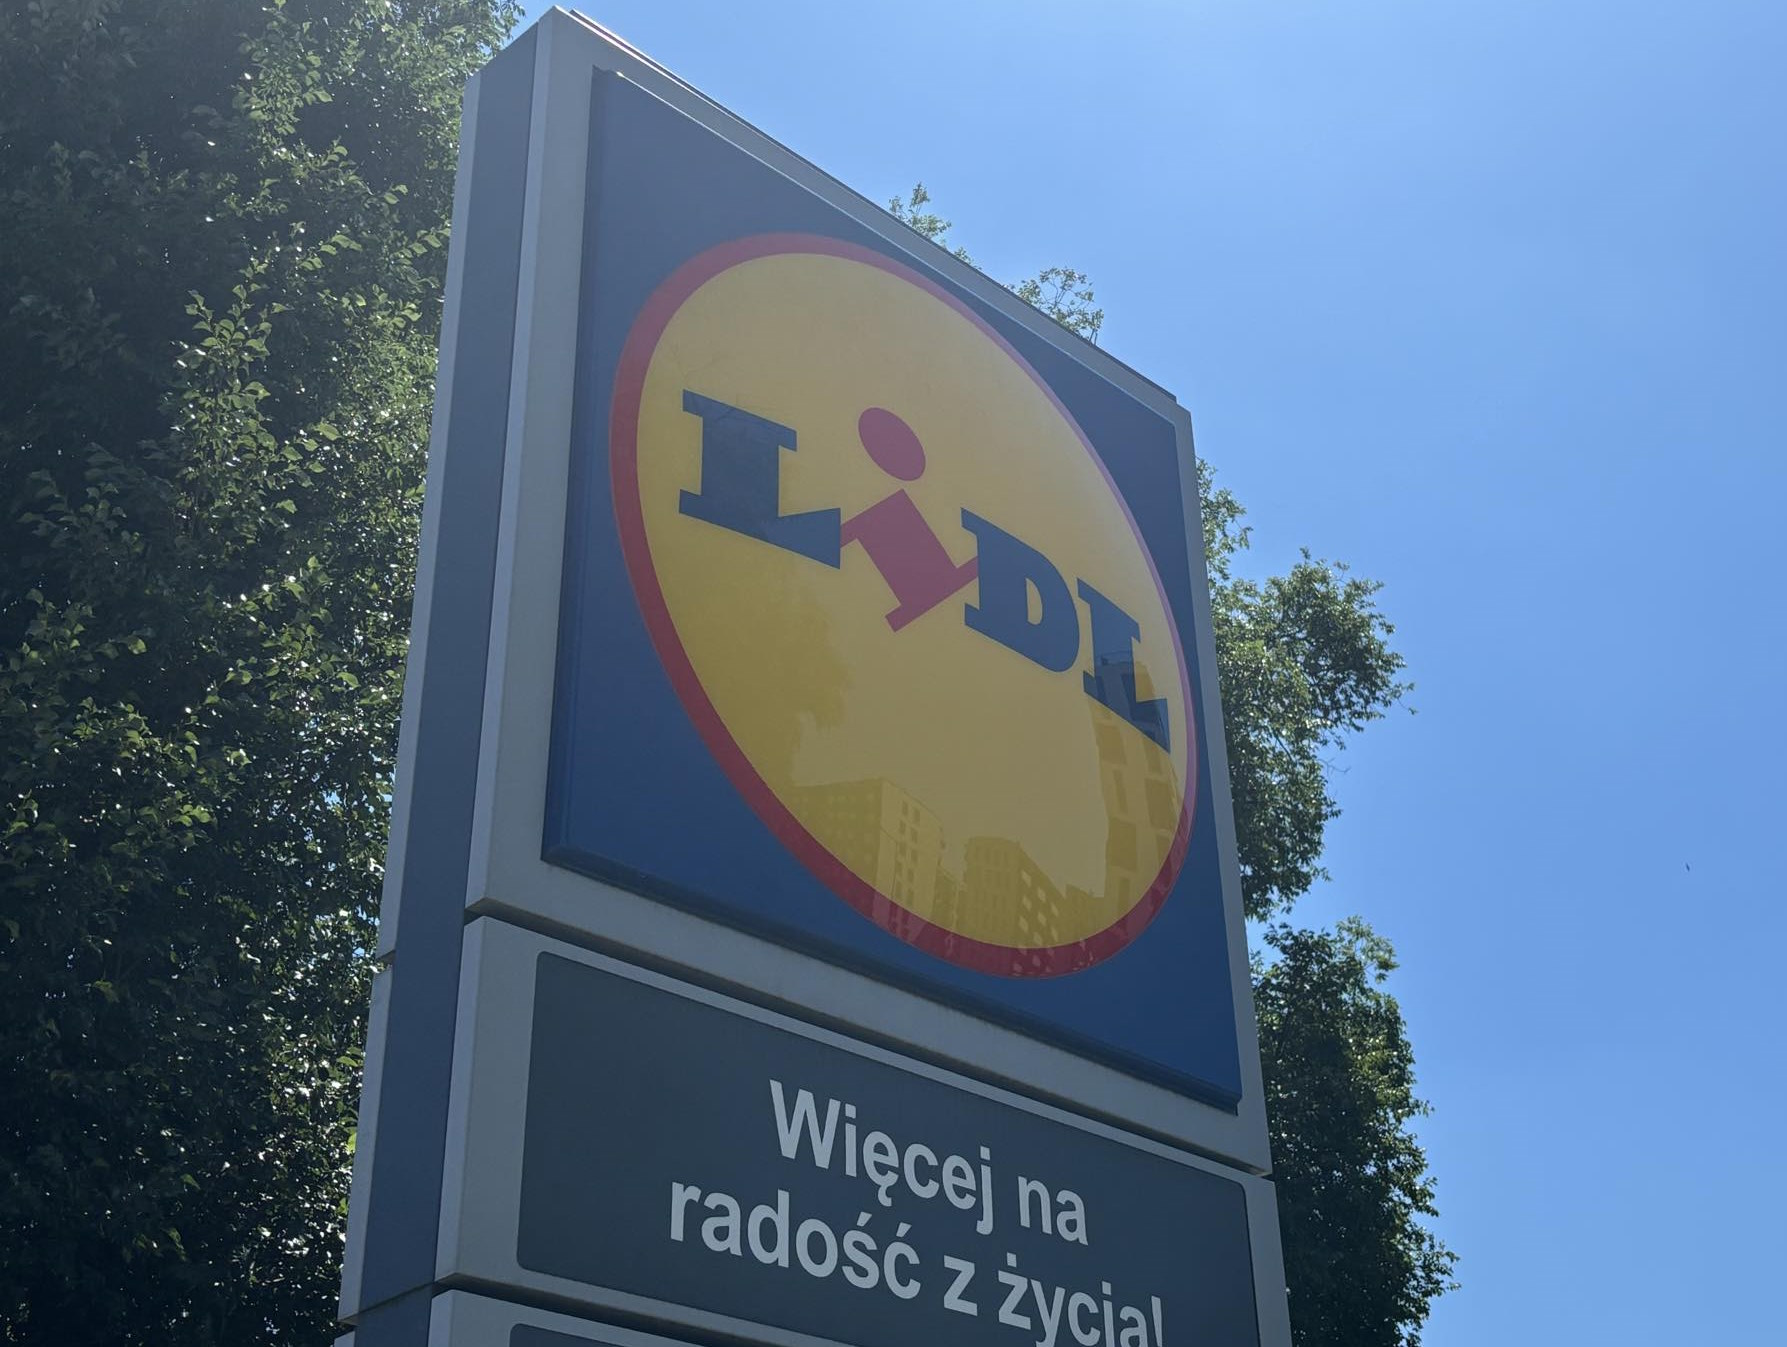 LiDL
Więcej na
radość z życia!